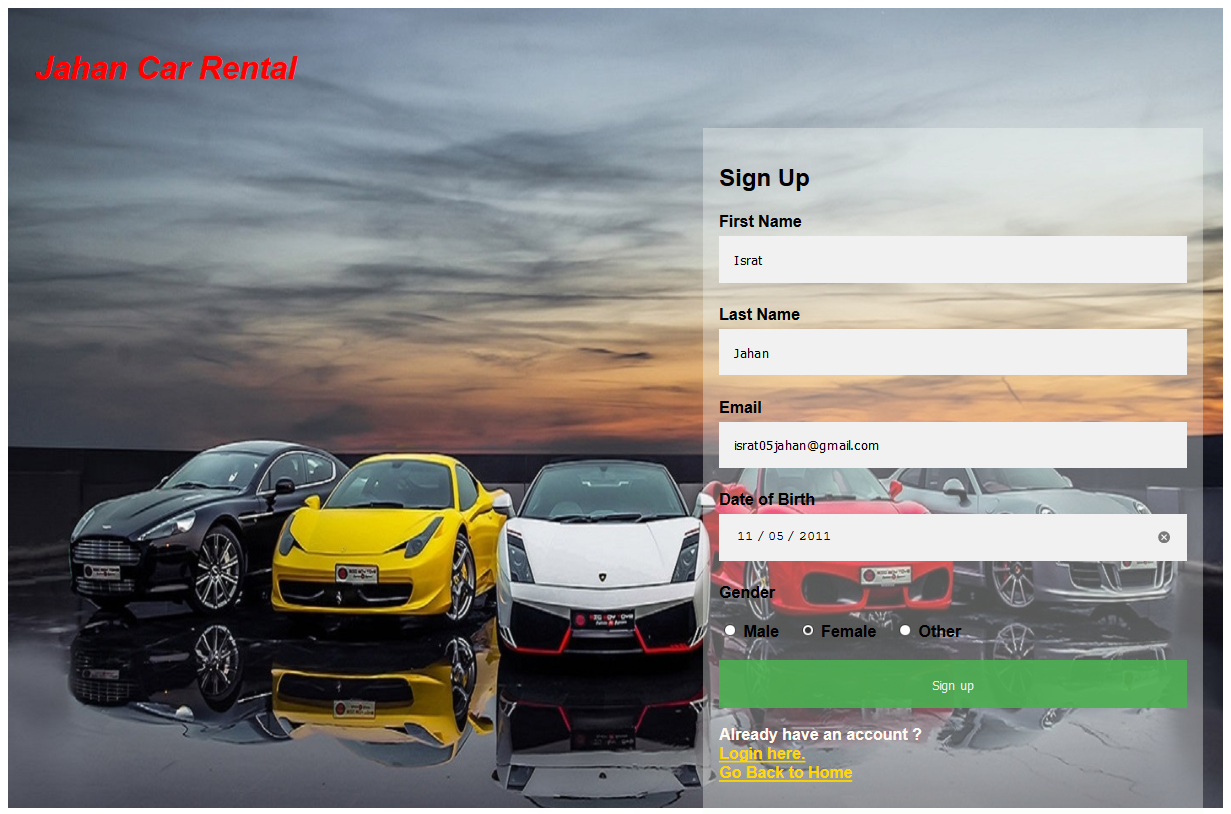 Jahan Car Rental
Sign Up
First Name
Israt
Last Name
Jahan
Email
israt05jahan@gmail.com
Date of Birth
11 / 05 / 2011
Gender
Male Female Other
Sign up
Already have an account ?
Login here.
Go Back to Home